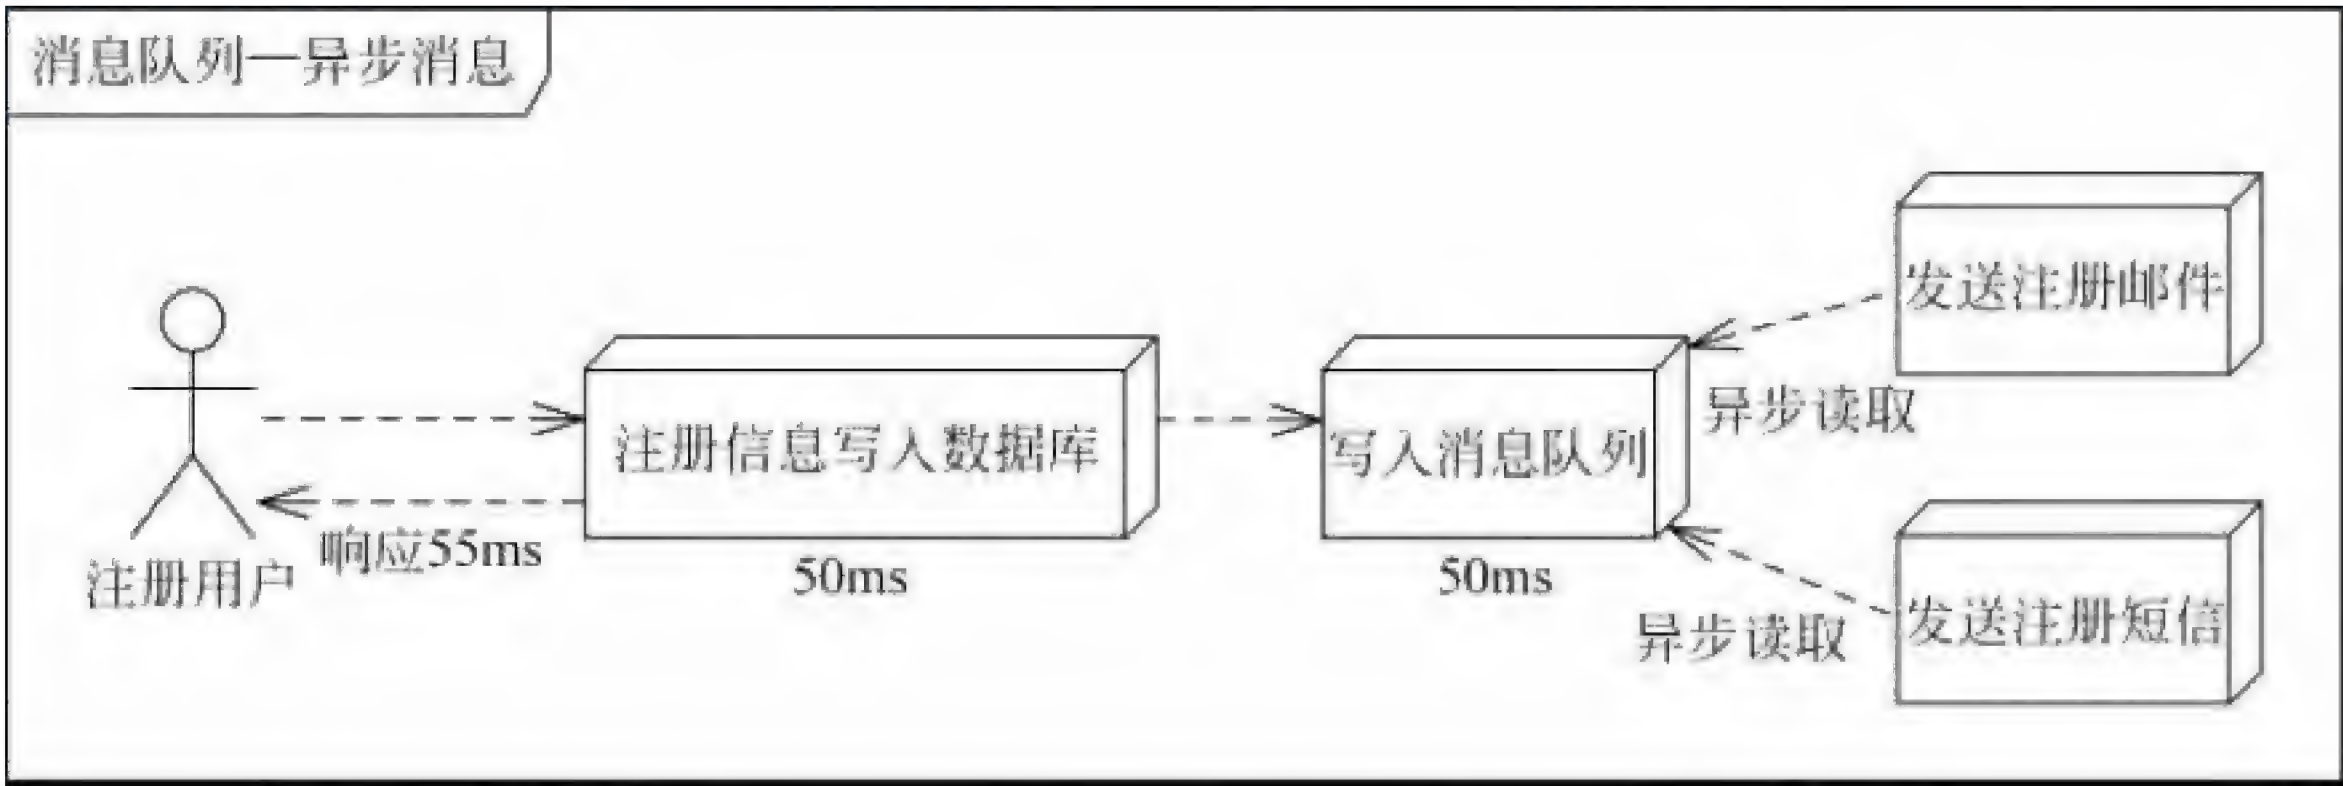 消息队列—异步消息
发送注册邮件
异步读取
注册信息写入数据库
写入消息队列
响应55ms
注册用户
50ms
50ms
异步读取
发送注册短信